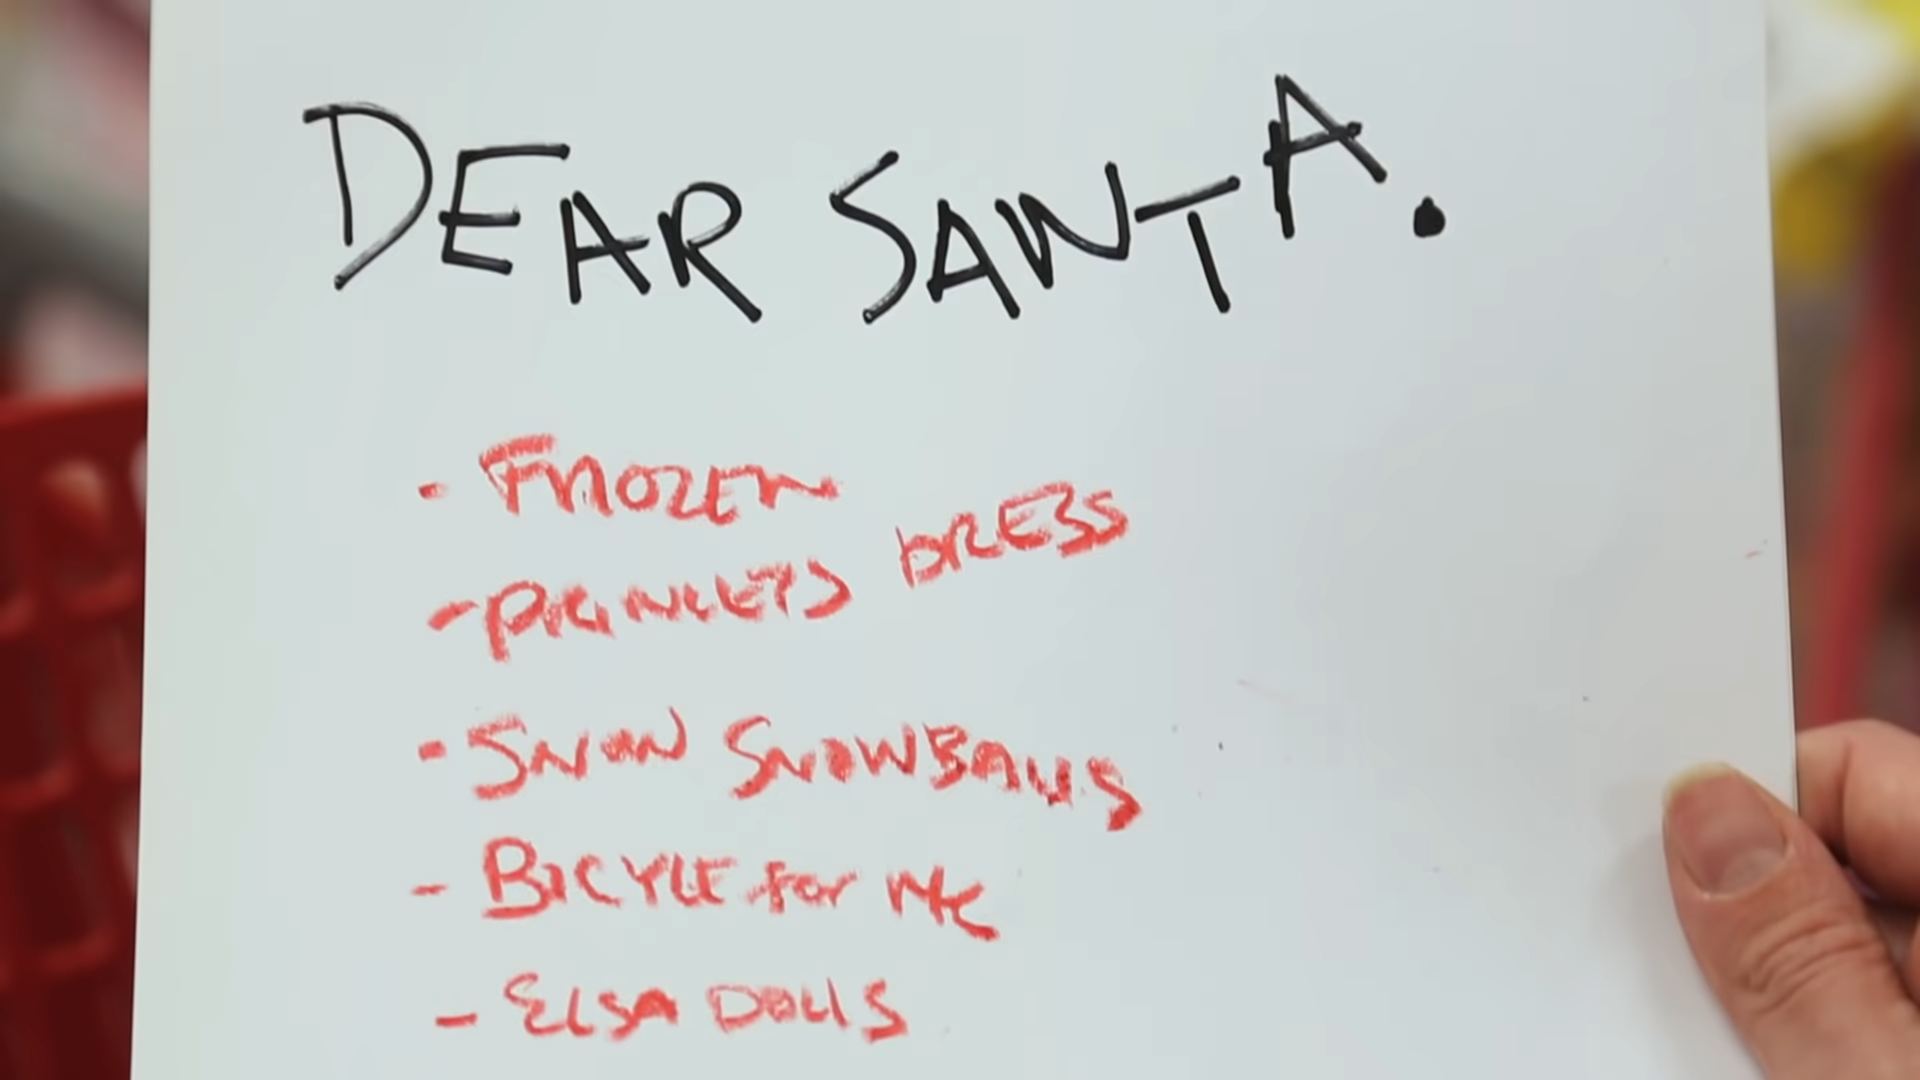 DEAR SANTA.
- FROZEN
- PRINCESS DRESS
- SNOW SNOWBALLS
- BICYLE for Me
- ElSA DOllS